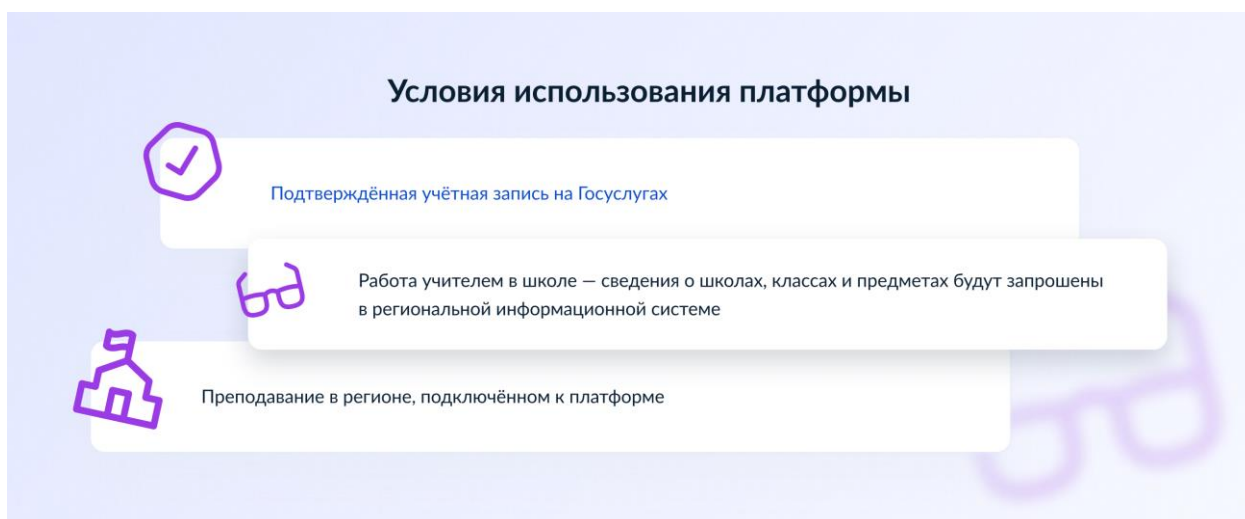 Условия использования платформы
Подтверждённая учётная запись на Госуслугах
Работа учителем в школе — сведения о школах, классах и предметах будут запрошены
в региональной информационной системе
Преподавание в регионе, подключённом к платформе